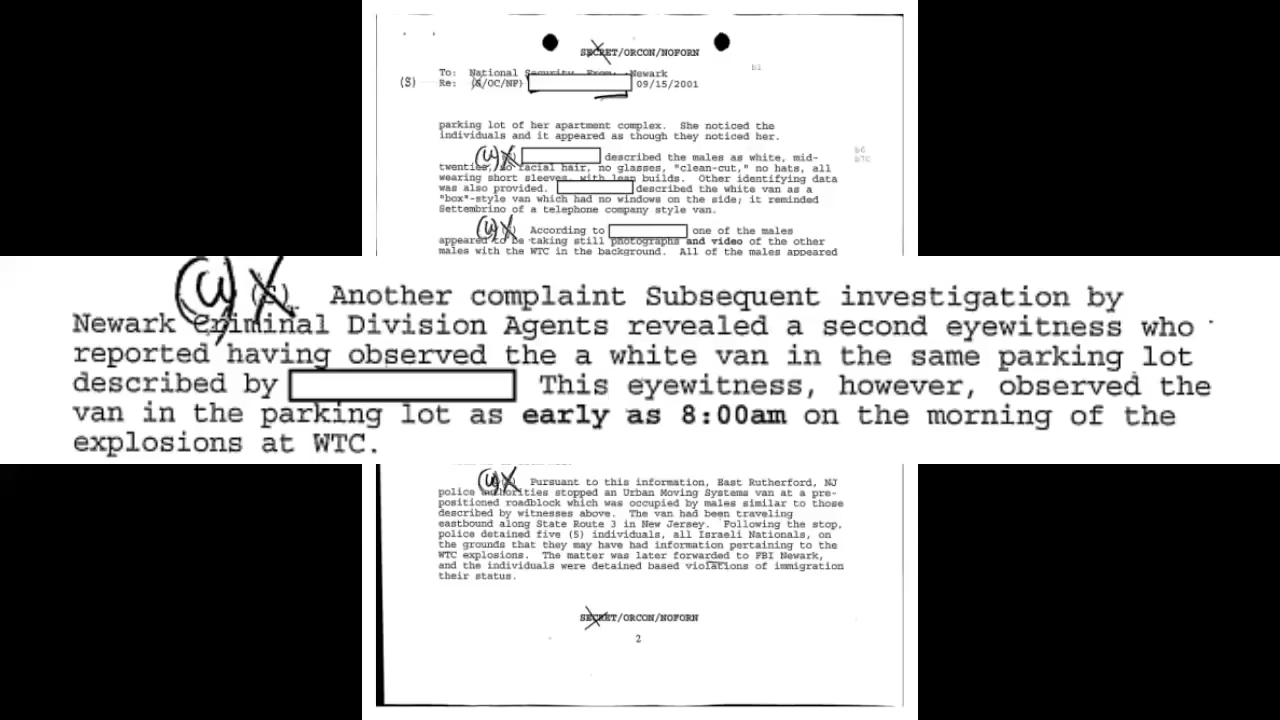 SECRET/ORCON/NOFORN
b1
To: National Security From: Newark
(S) Re: (S/OC/NF) 09/15/2001
parking lot of her apartment complex. She noticed the
individuals and it appeared as though they noticed her.
(U) described the males as white, mid-
twenties, no facial hair, no glasses, "clean-cut," no hats, all
wearing short sleeves, with lean builds. Other identifying data
was also provided. described the white van as a
"box"-style van which had no windows on the side; it reminded
Settembrino of a telephone company style van.
b6
b7C
(U) According to one of the males
appeared to be taking still photographs and video of the other
males with the WTC in the background. All of the males appeared
(U) (S) Another complaint Subsequent investigation by
Newark Criminal Division Agents revealed a second eyewitness who
reported having observed the a white van in the same parking lot
described by This eyewitness, however, observed the
van in the parking lot as early as 8:00am on the morning of the
explosions at WTC.
(U) Pursuant to this information, East Rutherford, NJ
police authorities stopped an Urban Moving Systems van at a pre-
positioned roadblock which was occupied by males similar to those
described by witnesses above. The van had been traveling
eastbound along State Route 3 in New Jersey. Following the stop,
police detained five (5) individuals, all Israeli Nationals, on
the grounds that they may have had information pertaining to the
WTC explosions. The matter was later forwarded to FBI Newark,
and the individuals were detained based violations of immigration
their status.
SECRET/ORCON/NOFORN
2